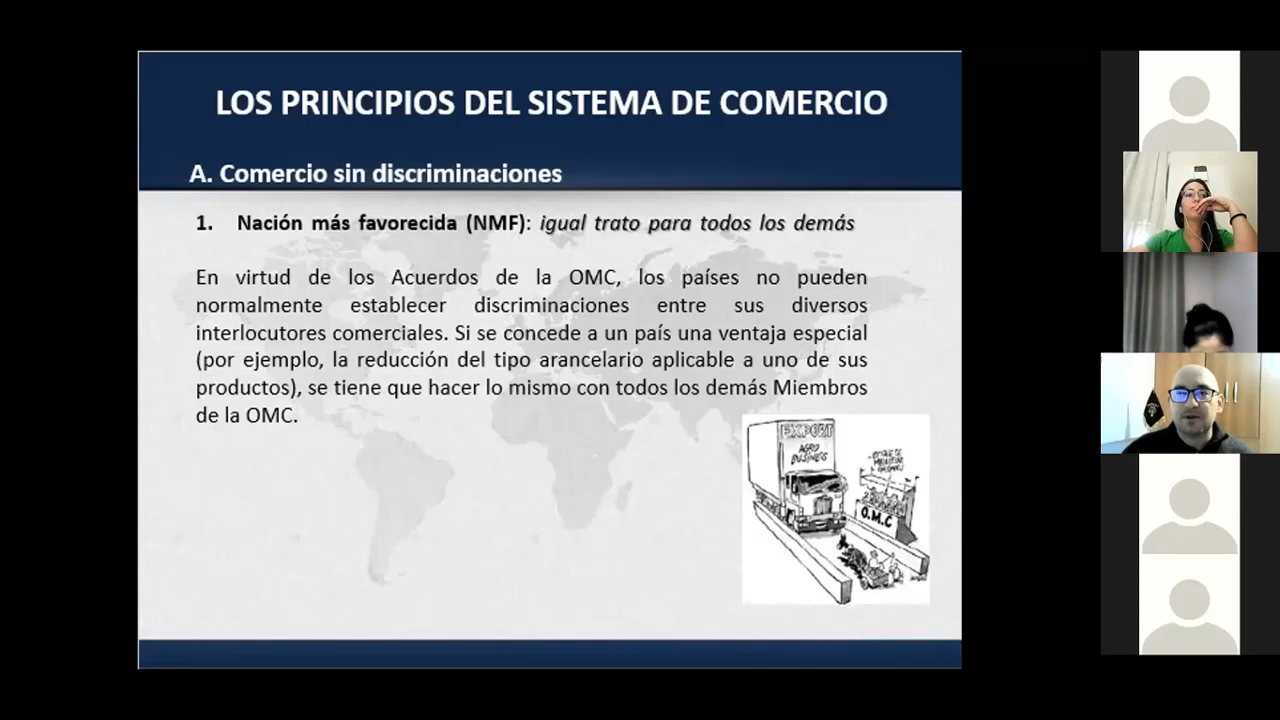 LOS PRINCIPIOS DEL SISTEMA DE COMERCIO
A. Comercio sin discriminaciones
1. Nación más favorecida (NMF): igual trato para todos los demás
En virtud de los Acuerdos de la OMC, los países no pueden
normalmente establecer discriminaciones entre sus diversos
interlocutores comerciales. Si se concede a un país una ventaja especial
(por ejemplo, la reducción del tipo arancelario aplicable a uno de sus
productos), se tiene que hacer lo mismo con todos los demás Miembros
de la OMC.
EXPORT
AGRO
BUSINESS
O.M.C